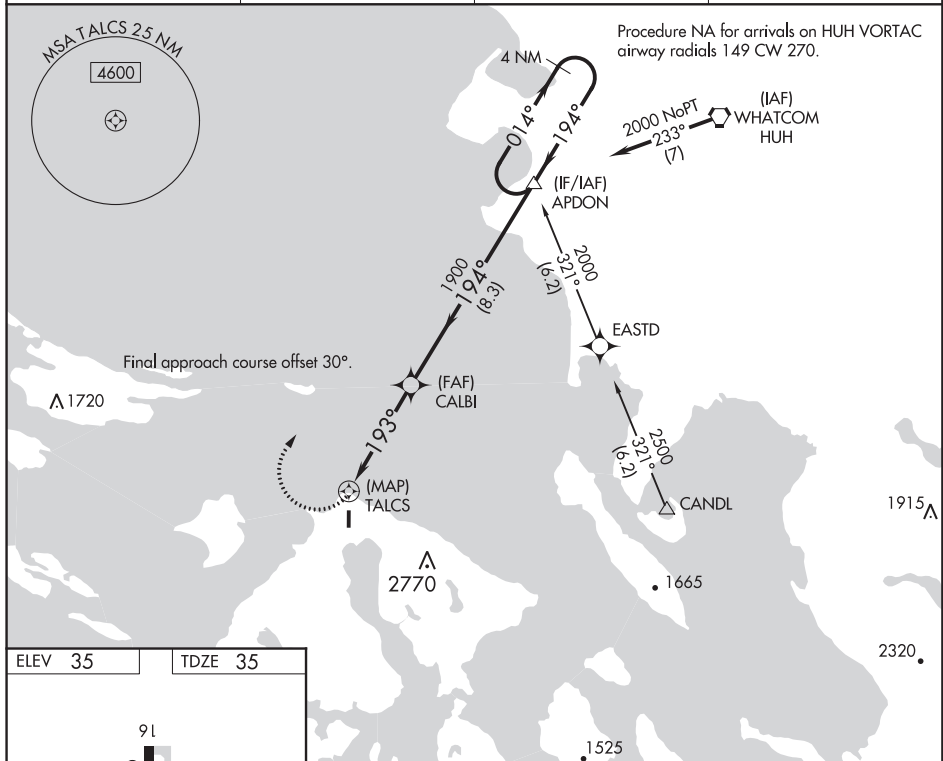 MSA TALCS 25 NM
4600
Procedure NA for arrivals on HUH VORTAC
airway radials 149 CW 270.
4 NM
014°
194°
2000 NoPT
233°
(7)
(IAF)
WHATCOM
HUH
(IF/IAF)
APDON
1900
194°
(8.3)
2000
321°
(6.2)
EASTD
Final approach course offset 30°.
1720
(FAF)
CALBI
193°
(MAP)
TALCS
2500
321°
(6.2)
CANDL
1915
2770
1665
2320
ELEV 35
TDZE 35
16
1525